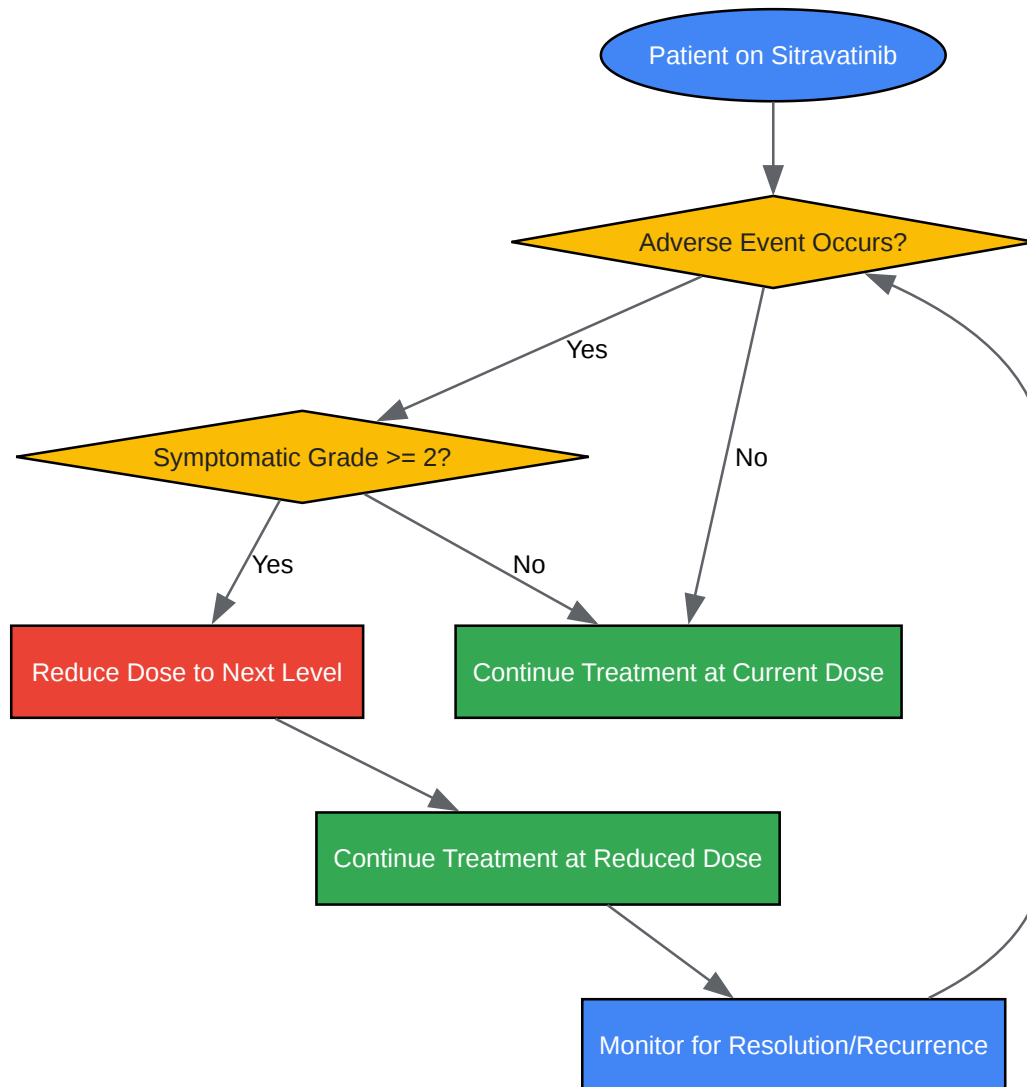 Patient on Sitravatinib
Adverse Event Occurs?
Yes
Symptomatic Grade >= 2?
No
Yes
No
Reduce Dose to Next Level
Continue Treatment at Current Dose
Continue Treatment at Reduced Dose
Monitor for Resolution/Recurrence